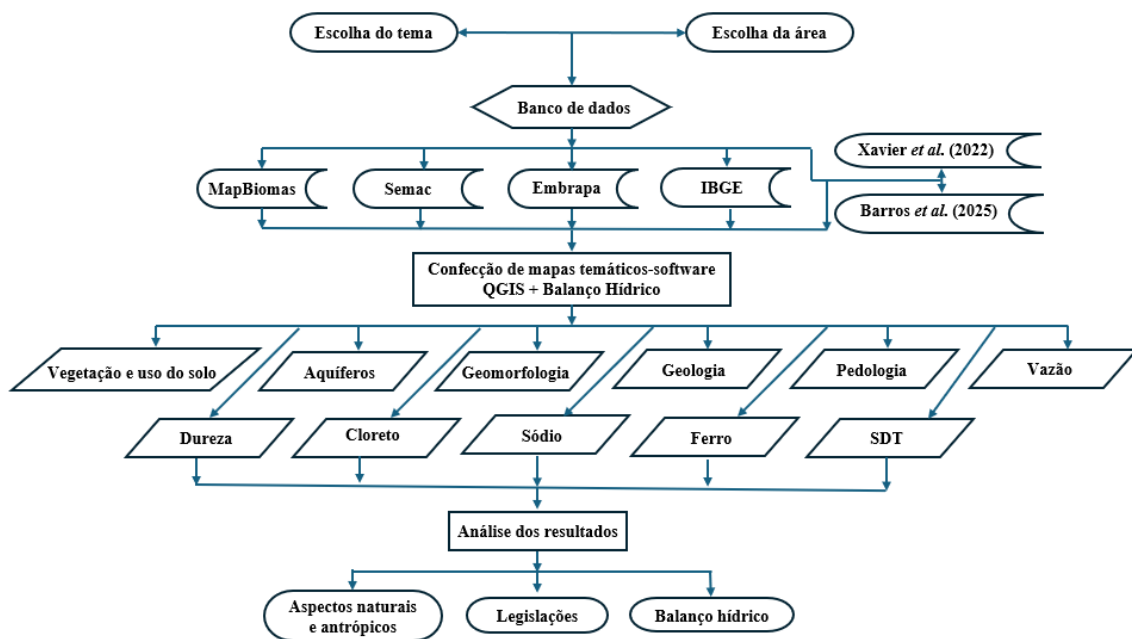 Escolha do tema
Escolha da área
Banco de dados
Xavier et al. (2022)
MapBiomas
Semac
Embrapa
IBGE
Barros et al. (2025)
Confecção de mapas temáticos-software
QGIS + Balanço Hídrico
Vegetação e uso do solo
Aquíferos
Geomorfologia
Geologia
Pedologia
Vazão
Dureza
Cloreto
Sódio
Ferro
SDT
Análise dos resultados
Aspectos naturais
e antrópicos
Legislações
Balanço hídrico